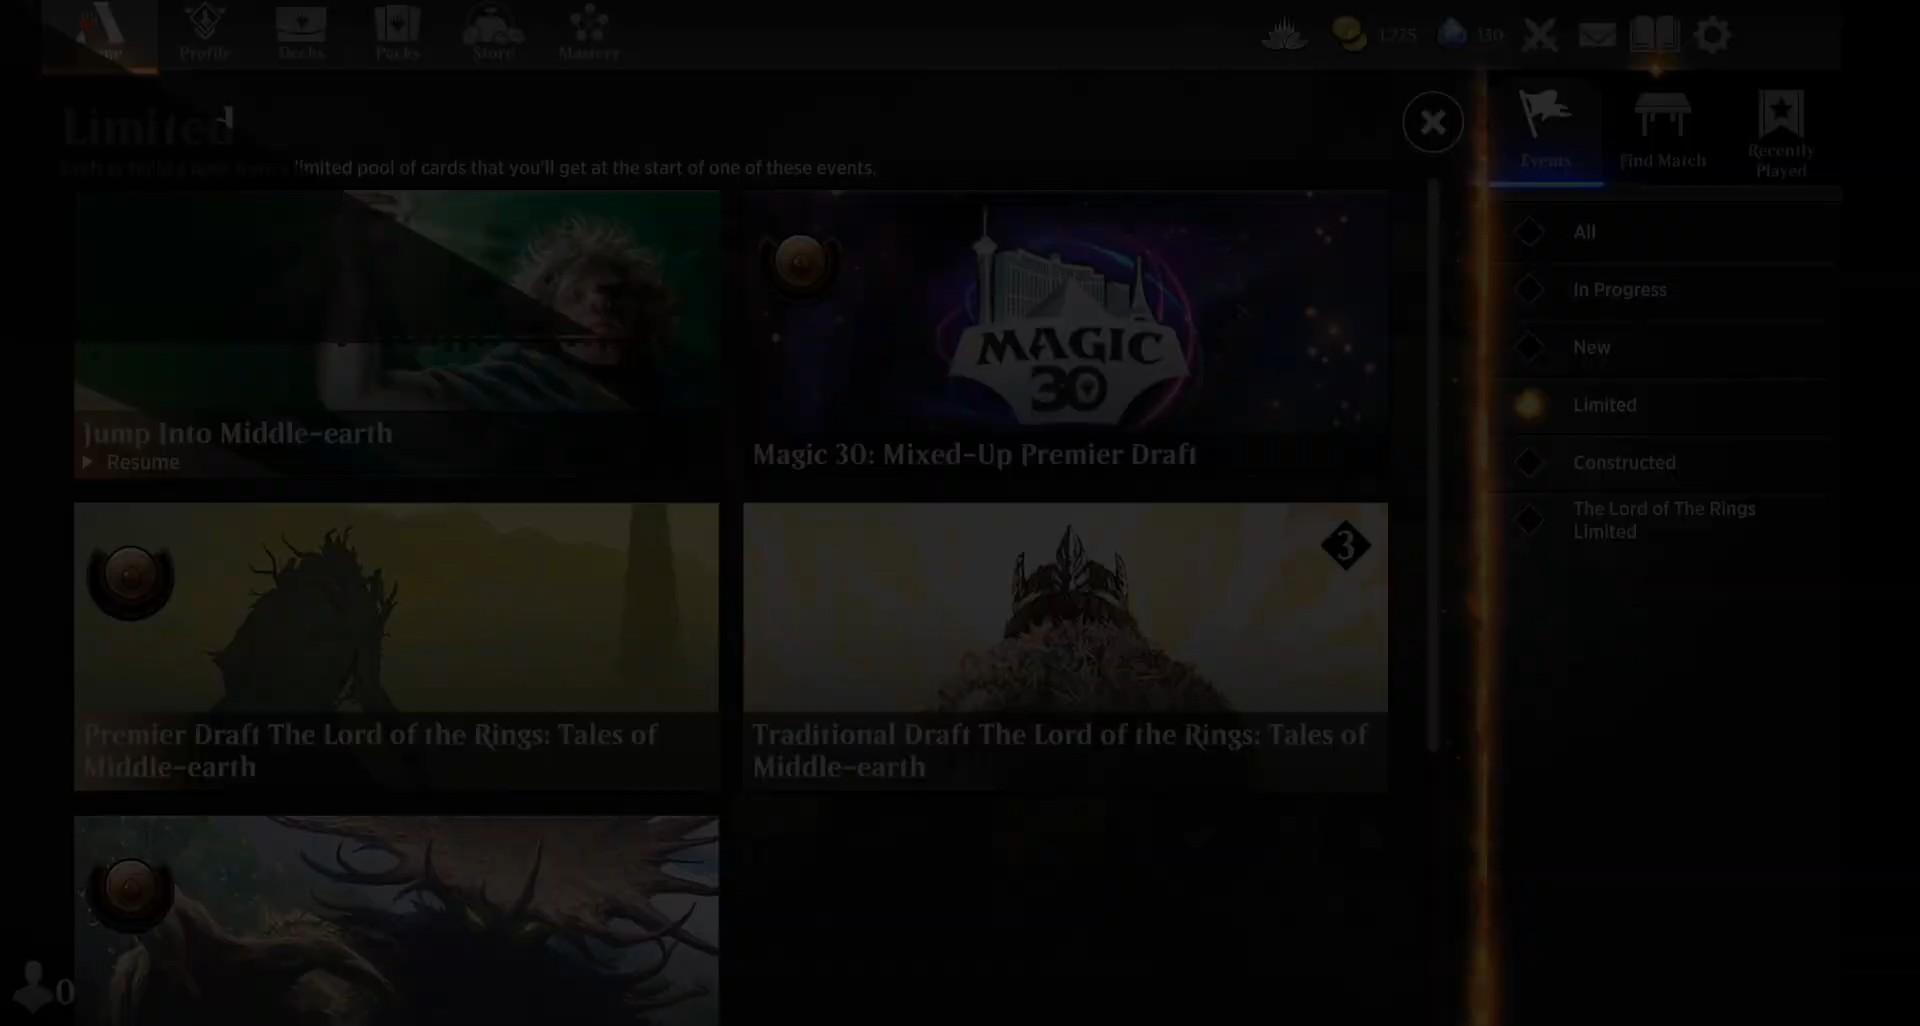 Profile
Decks
Packs
Store
Mastery
1,225
130
Limited
limited pool of cards that you'll get at the start of one of these events.
Events
Find Match
Recently
Played
All
In Progress
New
Limited
Constructed
The Lord of The Rings
Limited
Jump Into Middle-earth
Resume
MAGIC
30
Magic 30: Mixed-Up Premier Draft
3
Premier Draft The Lord of the Rings: Tales of
Middle-earth
Traditional Draft The Lord of the Rings: Tales of
Middle-earth
0